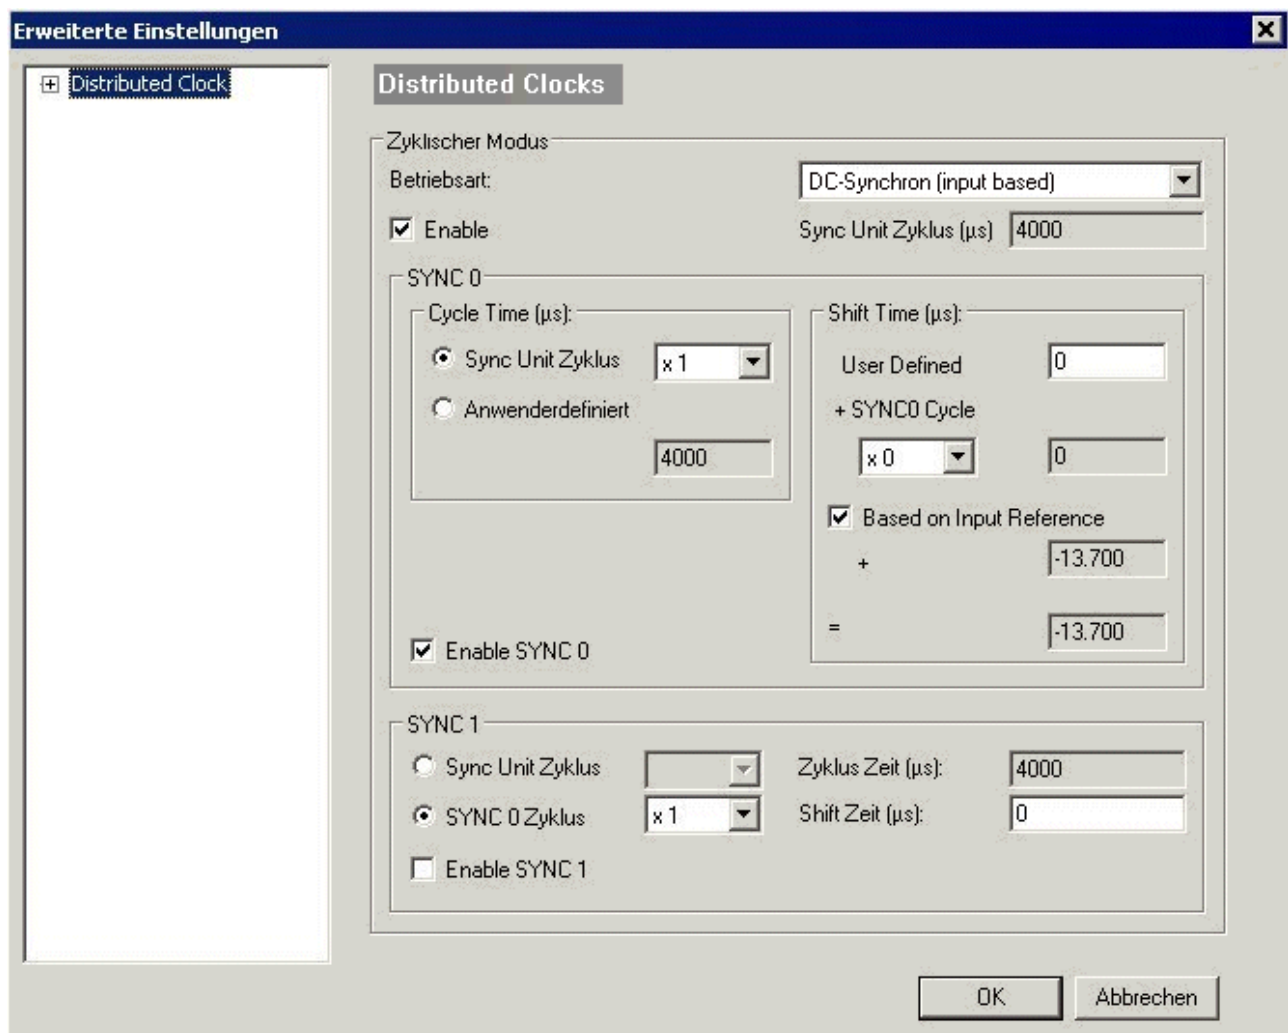 Erweiterte Einstellungen
Distributed Clock
Distributed Clocks
Zyklischer Modus
Betriebsart:
DC-Synchron (input based)
Enable
Sync Unit Zyklus (µs)
4000
SYNC 0
Cycle Time (µs):
Sync Unit Zyklus
x 1
Anwenderdefiniert
4000
Shift Time (µs):
User Defined
0
+ SYNC0 Cycle
x 0
0
Based on Input Reference
+
-13.700
=
-13.700
Enable SYNC 0
SYNC 1
Sync Unit Zyklus
Zyklus Zeit (µs):
4000
SYNC 0 Zyklus
x 1
Shift Zeit (µs):
0
Enable SYNC 1
OK
Abbrechen